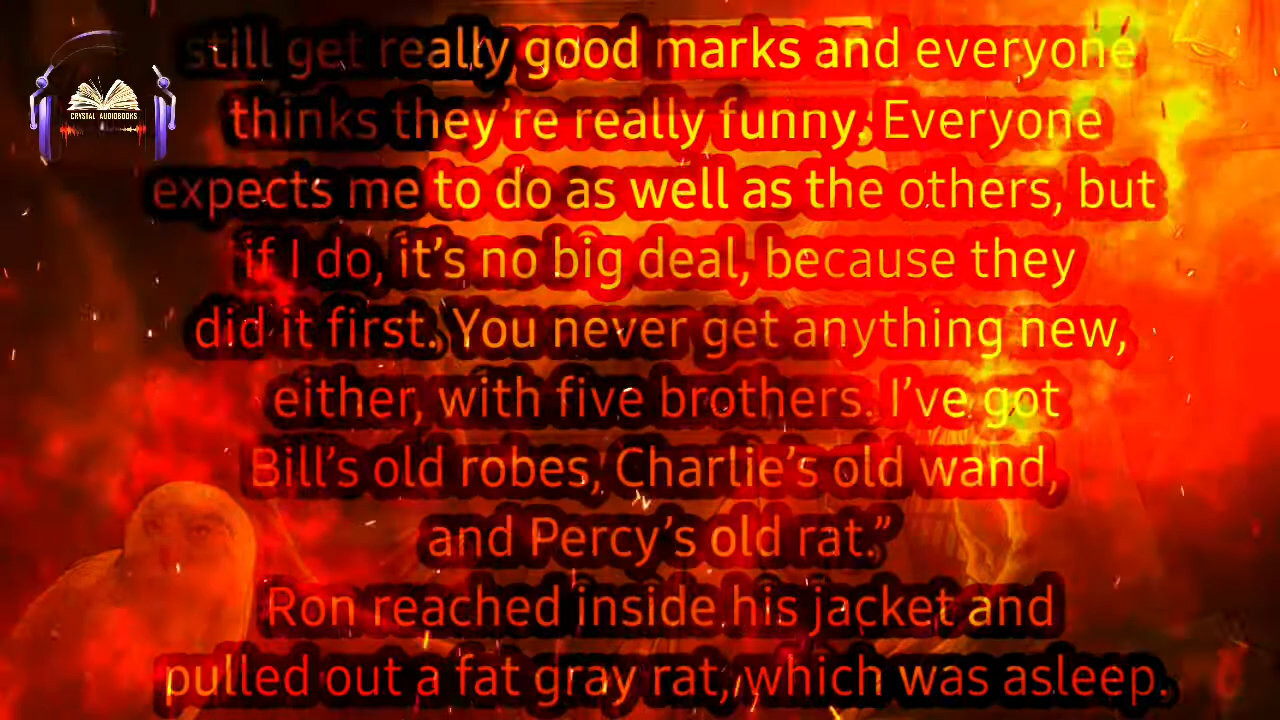 CRYSTAL AUDIOBOOKS
still get really good marks and everyone
thinks they’re really funny. Everyone
expects me to do as well as the others, but
if I do, it’s no big deal, because they
did it first. You never get anything new,
either, with five brothers. I’ve got
Bill’s old robes, Charlie’s old wand,
and Percy’s old rat.”
Ron reached inside his jacket and
pulled out a fat gray rat, which was asleep.